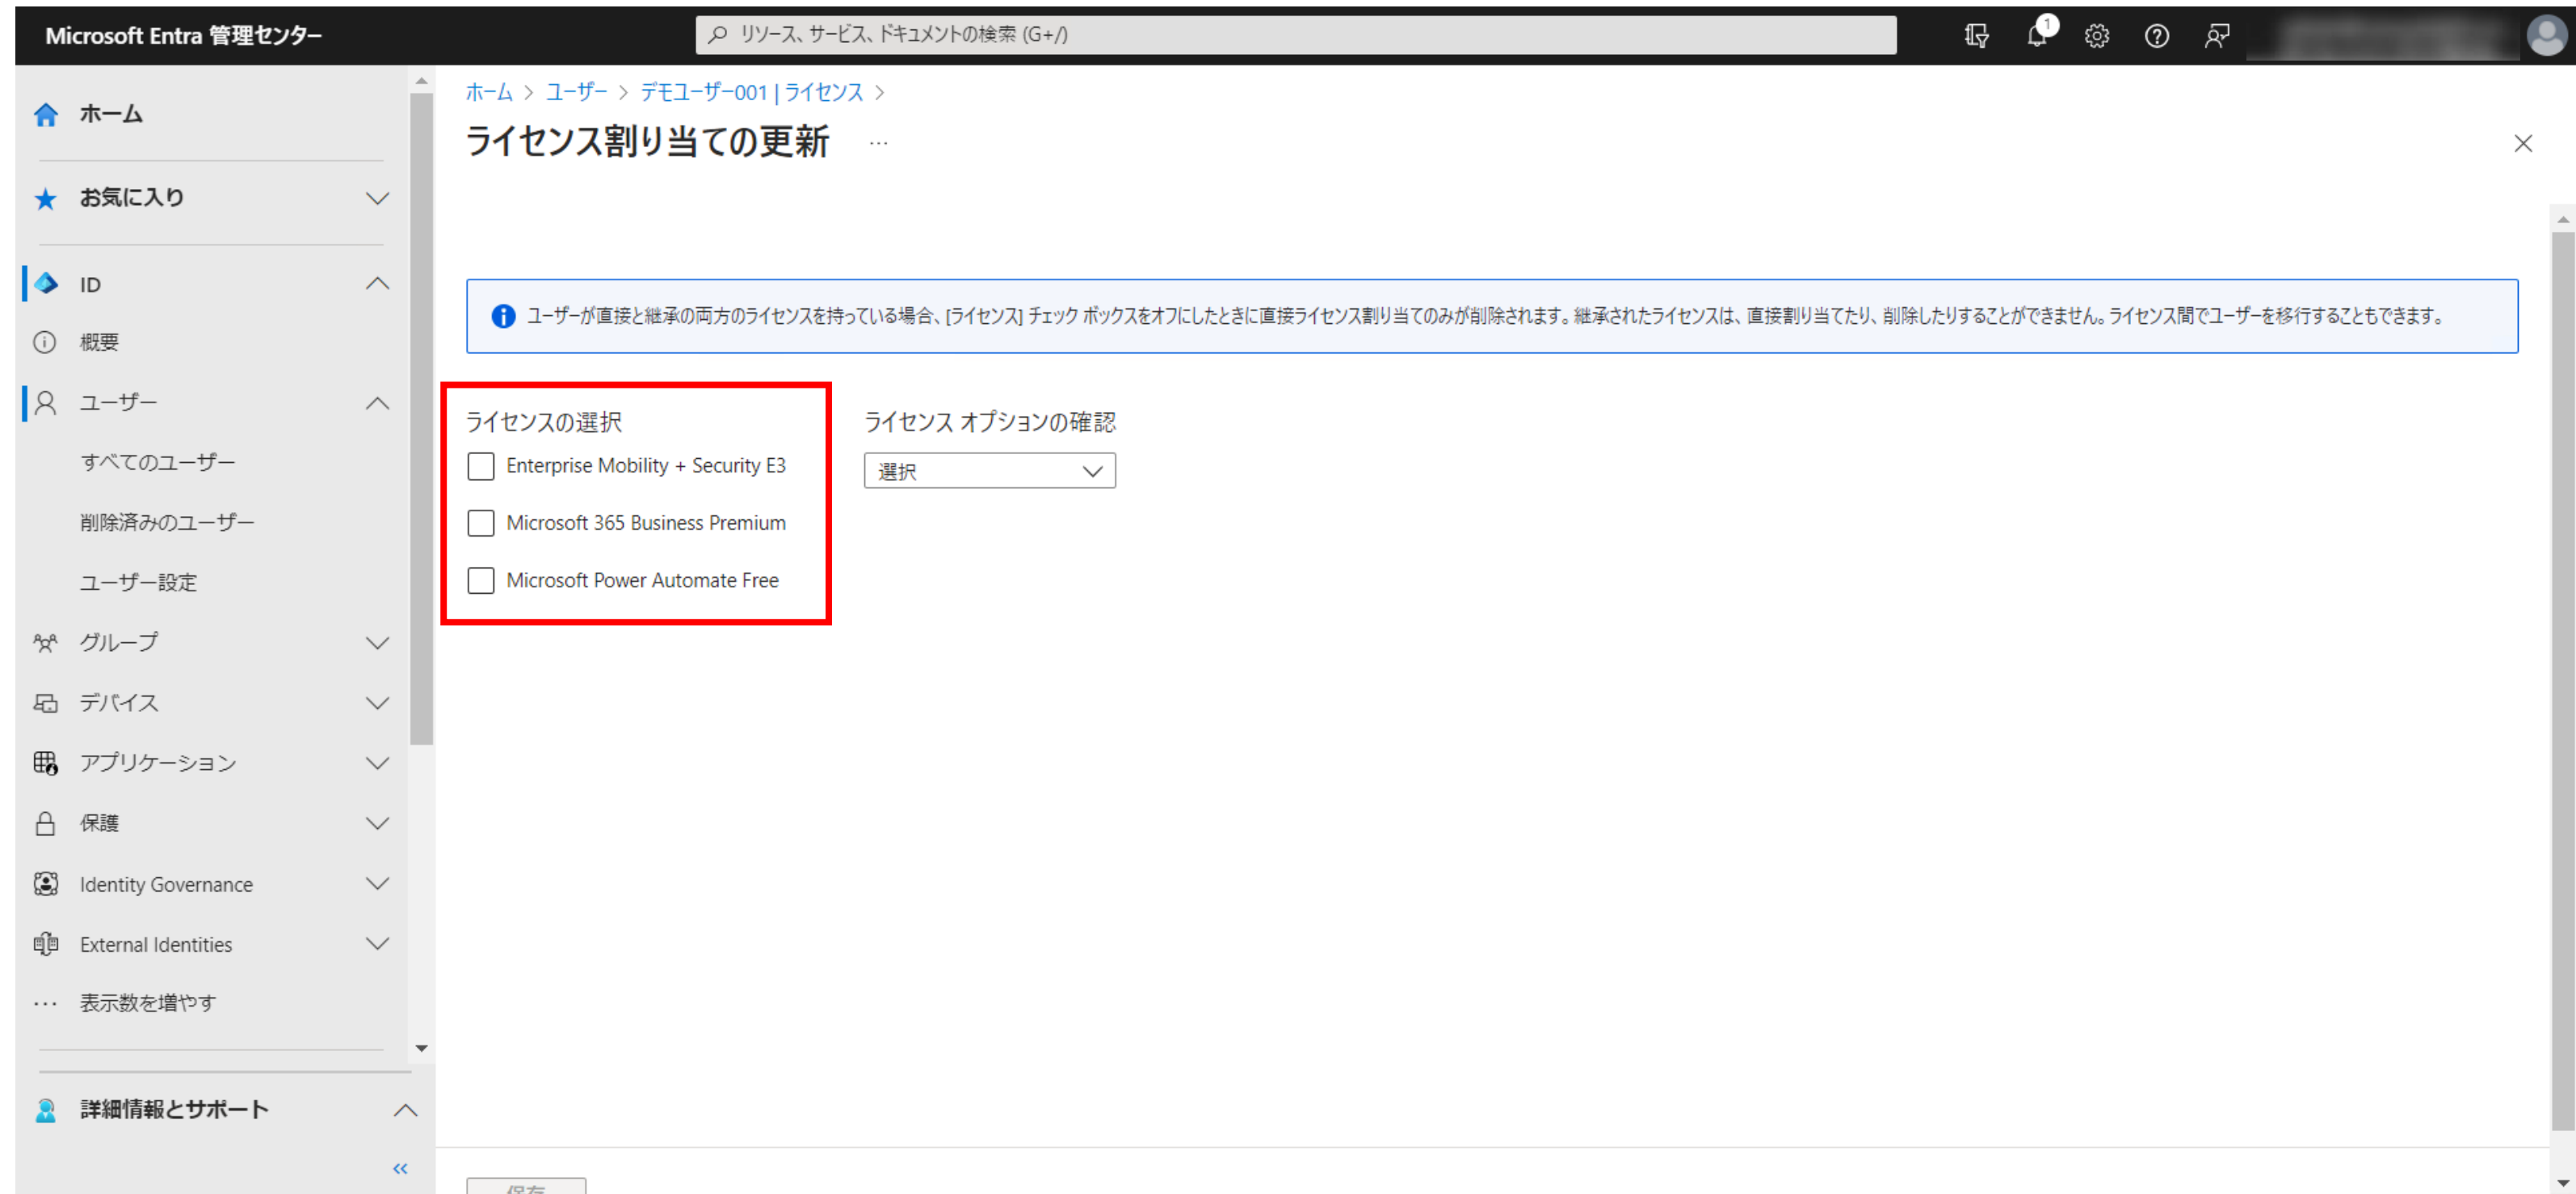 Microsoft Entra 管理センター
リソース、サービス、ドキュメントの検索 (G+/)
1
ホーム
お気に入り
ID
概要
ユーザー
すべてのユーザー
削除済みのユーザー
ユーザー設定
グループ
デバイス
アプリケーション
保護
Identity Governance
External Identities
表示数を増やす
詳細情報とサポート
ホーム > ユーザー > デモユーザー001 | ライセンス >
ライセンス割り当ての更新 …
ユーザーが直接と継承の両方のライセンスを持っている場合、[ライセンス] チェック ボックスをオフにしたときに直接ライセンス割り当てのみが削除されます。継承されたライセンスは、直接割り当てたり、削除したりすることができません。ライセンス間でユーザーを移行することもできます。
ライセンスの選択
Enterprise Mobility + Security E3
Microsoft 365 Business Premium
Microsoft Power Automate Free
ライセンス オプションの確認
選択
保存